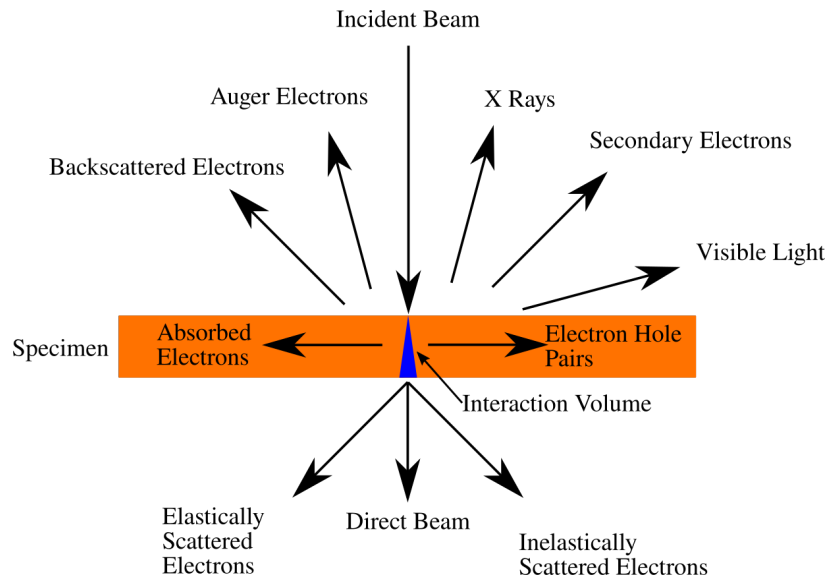 Incident Beam
Auger Electrons
X Rays
Secondary Electrons
Backscattered Electrons
Visible Light
Specimen
Absorbed
Electrons
Electron Hole
Pairs
Interaction Volume
Elastically
Scattered
Electrons
Direct Beam
Inelastically
Scattered Electrons